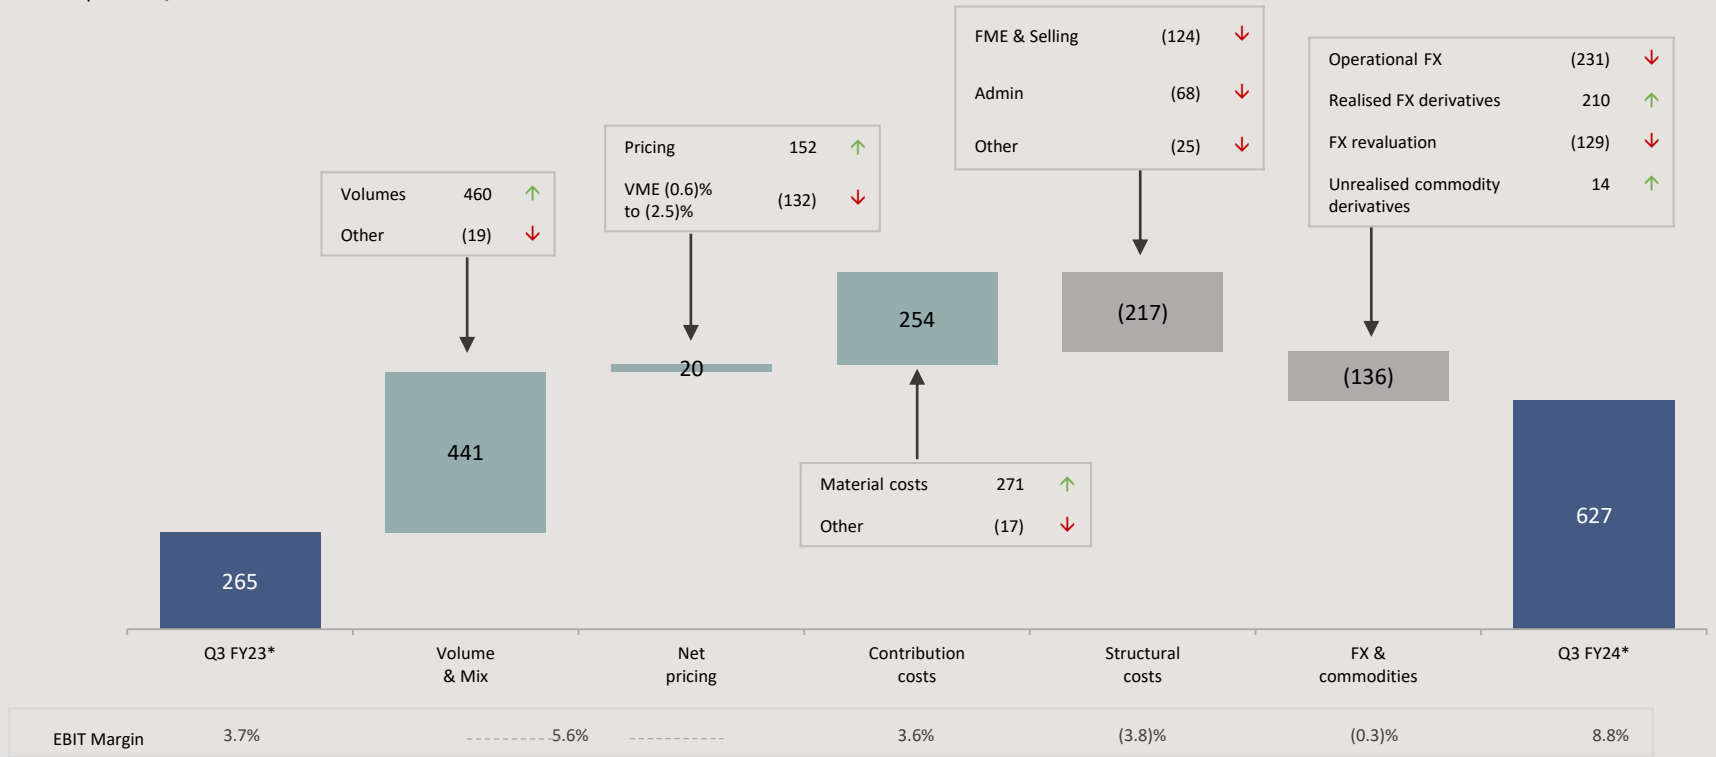 FME & Selling (124) ↓
Admin (68) ↓
Other (25) ↓
Operational FX (231) ↓
Realised FX derivatives 210 ↑
FX revaluation (129) ↓
Unrealised commodity 14 ↑
derivatives
Pricing 152 ↑
VME (0.6)%
to (2.5)% (132) ↓
Volumes 460 ↑
Other (19) ↓
254
(217)
20
(136)
441
Material costs 271 ↑
Other (17) ↓
627
265
Q3 FY23*
Volume
& Mix
Net
pricing
Contribution
costs
Structural
costs
FX &
commodities
Q3 FY24*
EBIT Margin 3.7% 5.6% 3.6% (3.8)% (0.3)% 8.8%